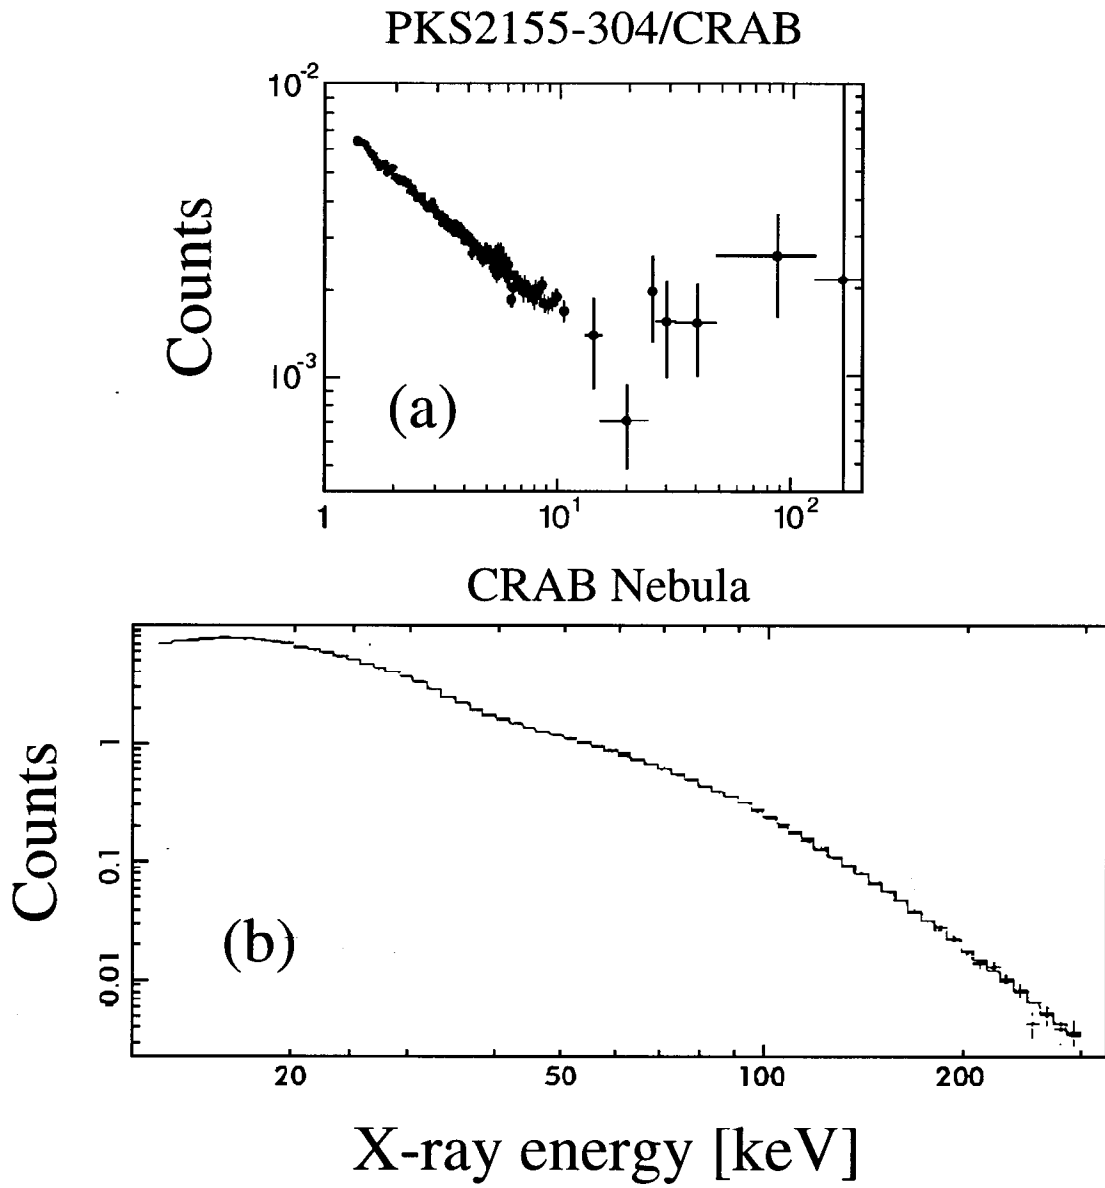 PKS2155-304/CRAB
10⁻²
10⁻³
Counts
(a)
1 10¹ 10²
CRAB Nebula
1
0.1
0.01
Counts
(b)
20 50 100 200
X-ray energy [keV]